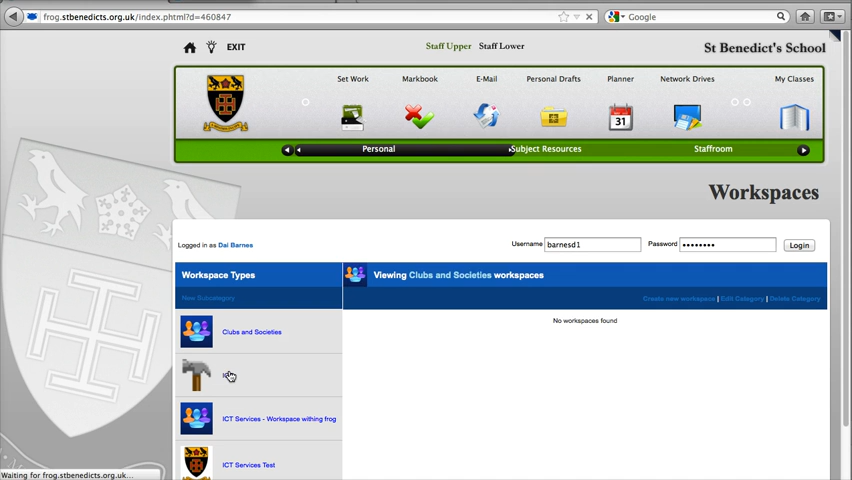 frog.stbenedicts.org.uk/index.phtml?d=460847
Google
EXIT
Staff Upper Staff Lower
St Benedict's School
Set Work Markbook E-Mail Personal Drafts Planner Network Drives My Classes
31
Personal Subject Resources Staffroom
Workspaces
Logged in as Dai Barnes
Username barnesd1 Password •••••••• Login
Workspace Types
Viewing Clubs and Societies workspaces
New Subcategory
Create new workspace | Edit Category | Delete Category
No workspaces found
Clubs and Societies
ICT Services - Workspace withing frog
ICT Services Test
Waiting for frog.stbenedicts.org.uk...